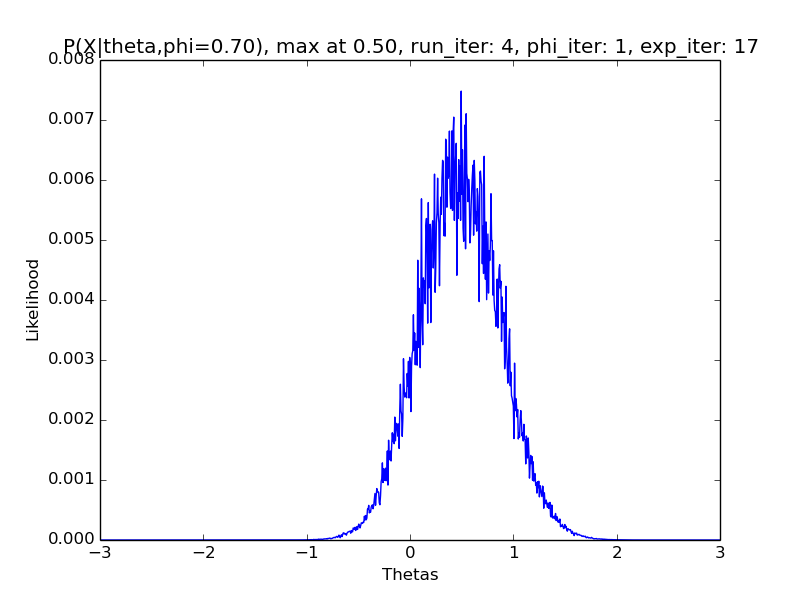 P(X|theta,phi=0.70), max at 0.50, run_iter: 4, phi_iter: 1, exp_iter: 17
0.008
0.007
0.006
0.005
0.004
0.003
0.002
0.001
0.000
Likelihood
−3 −2 −1 0 1 2 3
Thetas